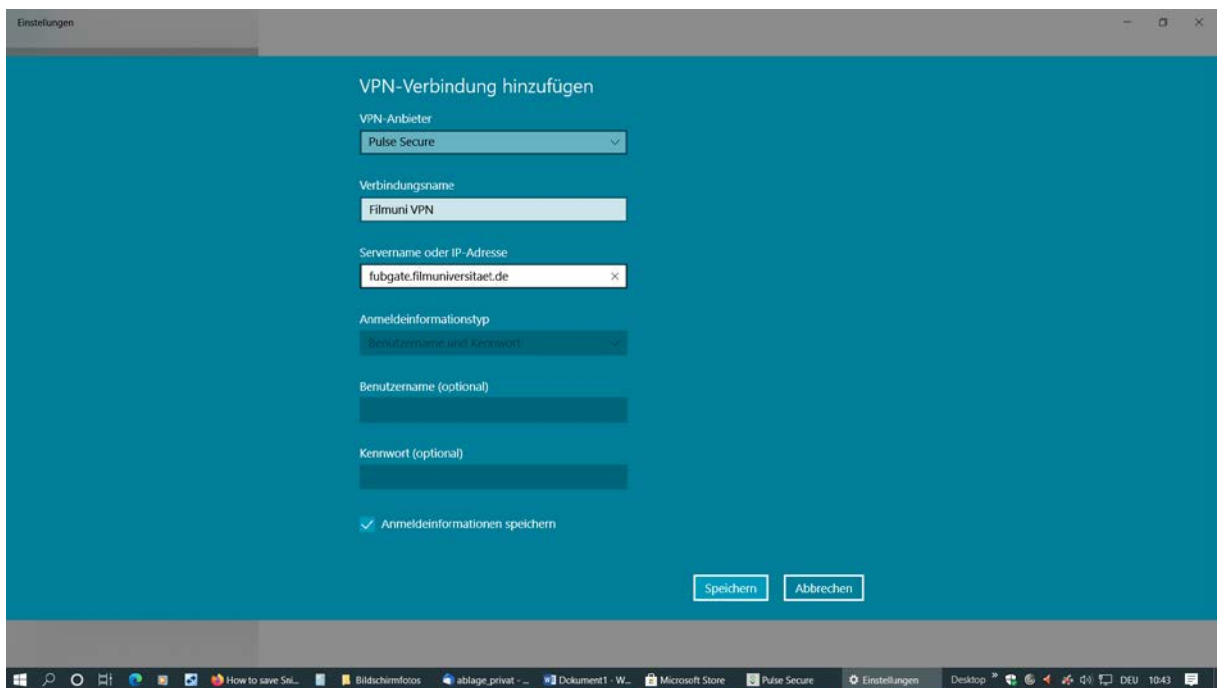 Einstellungen
VPN-Verbindung hinzufügen
VPN-Anbieter
Pulse Secure
Verbindungsname
Filmuni VPN
Servername oder IP-Adresse
fubgate.filmuniversitaet.de
Anmeldeinformationstyp
Benutzername und Kennwort
Benutzername (optional)
Kennwort (optional)
Anmeldeinformationen speichern
Speichern Abbrechen
How to save Sni... Bildschirmfotos ablage_privat - ... Dokument1 - W... Microsoft Store Pulse Secure Einstellungen Desktop » DEU 10:43